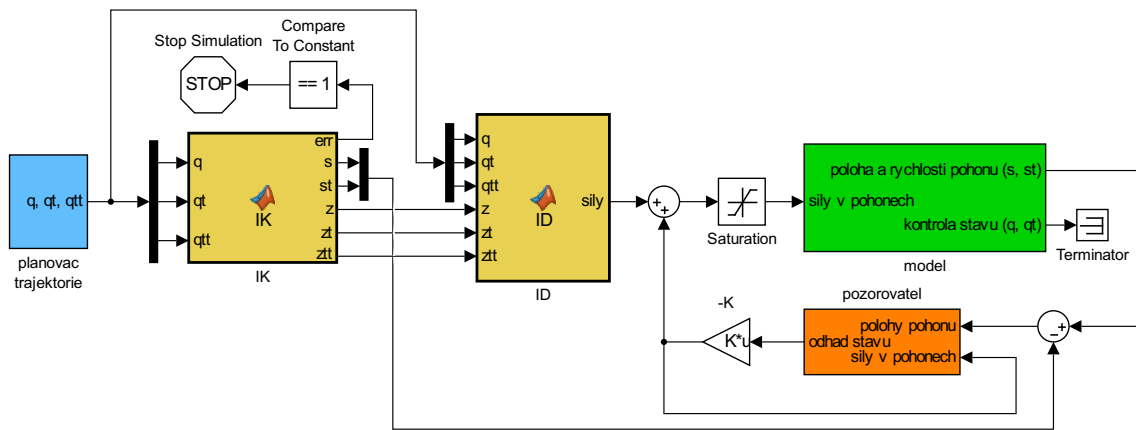 Compare
To Constant
Stop Simulation
STOP
== 1
q, qt, qtt
planovac
trajektorie
q
qt
qtt
IK
err
s
st
z
zt
ztt
IK
q
qt
qtt
z
zt
ztt
ID
sily
ID
++
Saturation
sily v pohonech
poloha a rychlosti pohonu (s, st)
kontrola stavu (q, qt)
model
Terminator
-K
K*u
pozorovatel
polohy pohonu
odhad stavu
sily v pohonech
−+